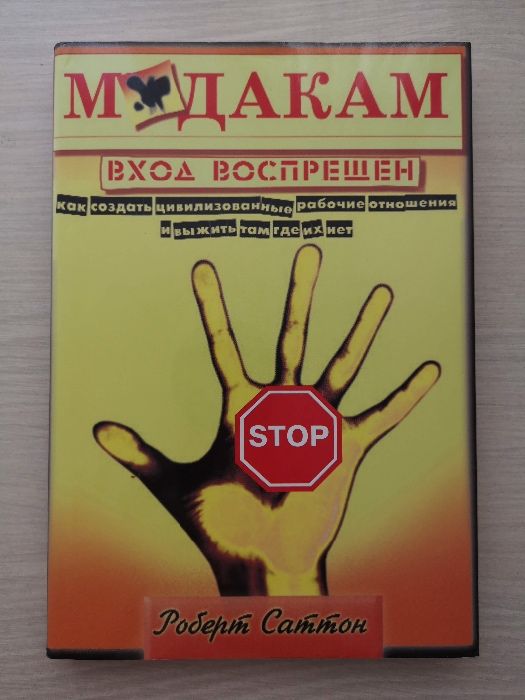 М ДАКАМ
ВХОД ВОСПРЕЩЕН
как создать цивилизованные рабочие отношения
и выжить там где их нет
STOP
Роберт Саттон